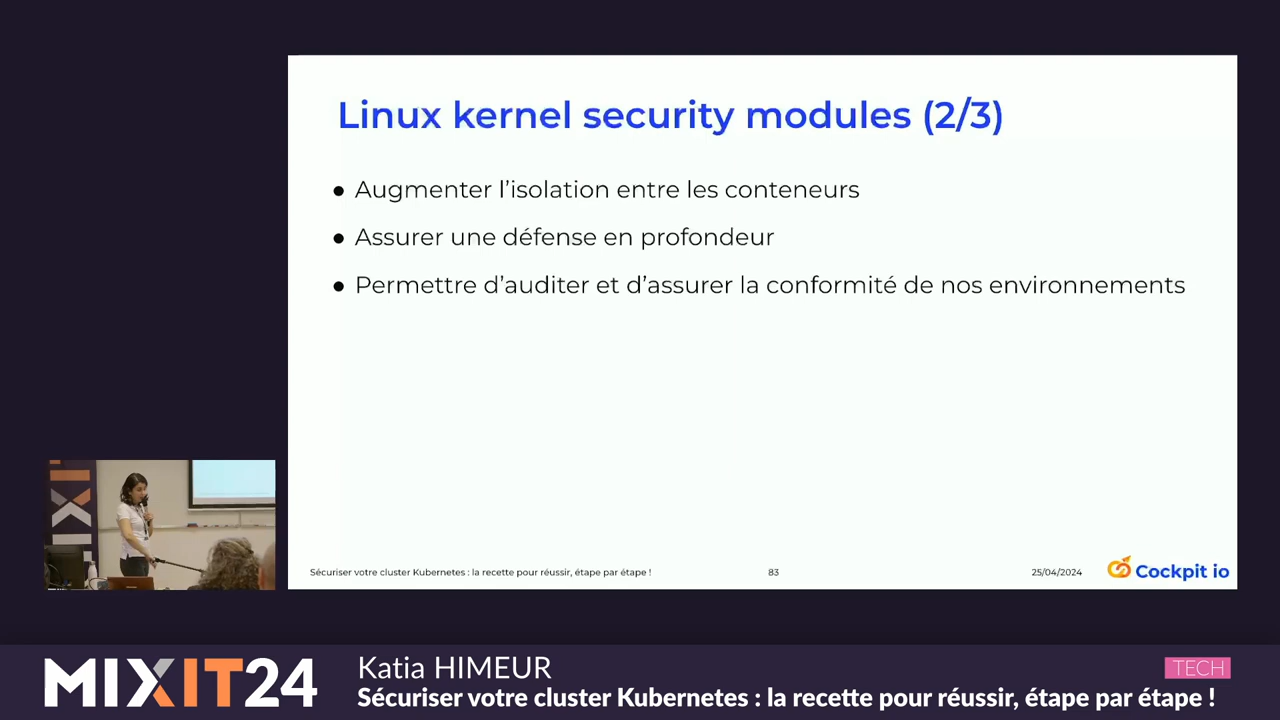 Linux kernel security modules (2/3)
● Augmenter l'isolation entre les conteneurs
● Assurer une défense en profondeur
● Permettre d'auditer et d'assurer la conformité de nos environnements
Sécuriser votre cluster Kubernetes : la recette pour réussir, étape par étape !
83
25/04/2024
Cockpit io
MIXIT24
Katia HIMEUR
TECH
Sécuriser votre cluster Kubernetes : la recette pour réussir, étape par étape !